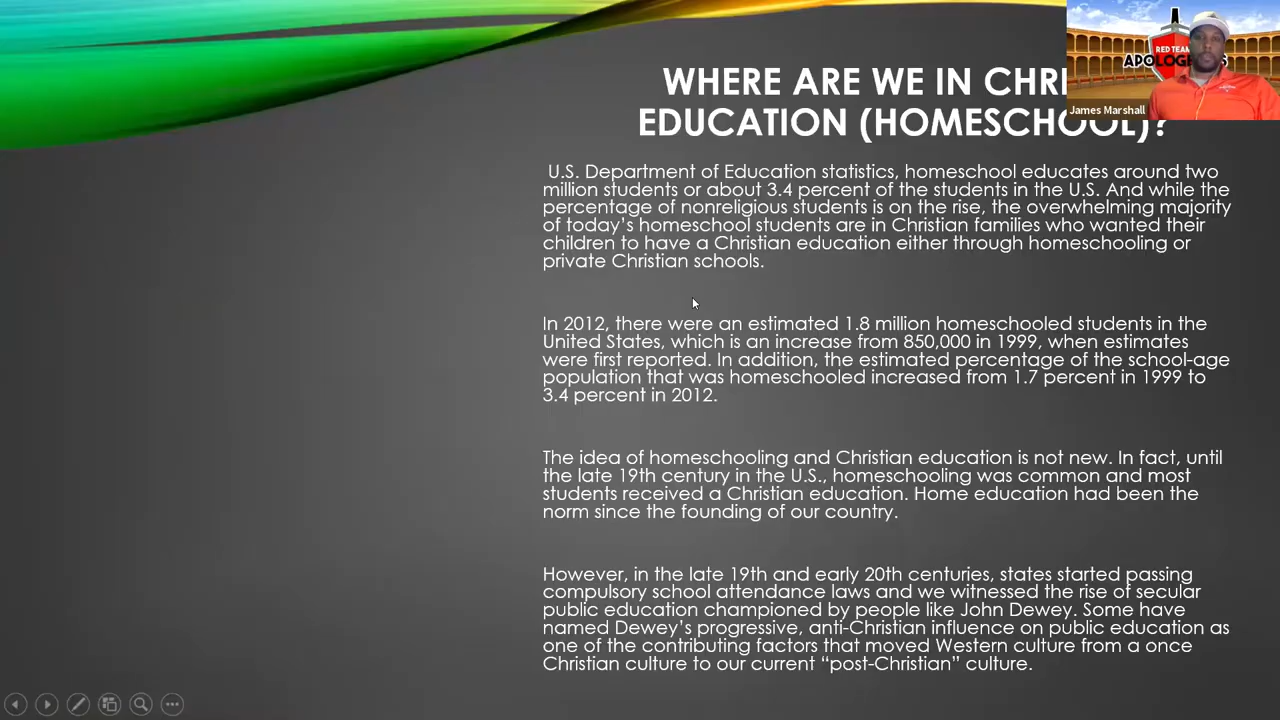 WHERE ARE WE IN CHRI
EDUCATION (HOMESCHOOL)?
RED TEAM
APOLOGE S
James Marshall
U.S. Department of Education statistics, homeschool educates around two
million students or about 3.4 percent of the students in the U.S. And while the
percentage of nonreligious students is on the rise, the overwhelming majority
of today’s homeschool students are in Christian families who wanted their
children to have a Christian education either through homeschooling or
private Christian schools.
In 2012, there were an estimated 1.8 million homeschooled students in the
United States, which is an increase from 850,000 in 1999, when estimates
were first reported. In addition, the estimated percentage of the school-age
population that was homeschooled increased from 1.7 percent in 1999 to
3.4 percent in 2012.
The idea of homeschooling and Christian education is not new. In fact, until
the late 19th century in the U.S., homeschooling was common and most
students received a Christian education. Home education had been the
norm since the founding of our country.
However, in the late 19th and early 20th centuries, states started passing
compulsory school attendance laws and we witnessed the rise of secular
public education championed by people like John Dewey. Some have
named Dewey’s progressive, anti-Christian influence on public education as
one of the contributing factors that moved Western culture from a once
Christian culture to our current “post-Christian” culture.